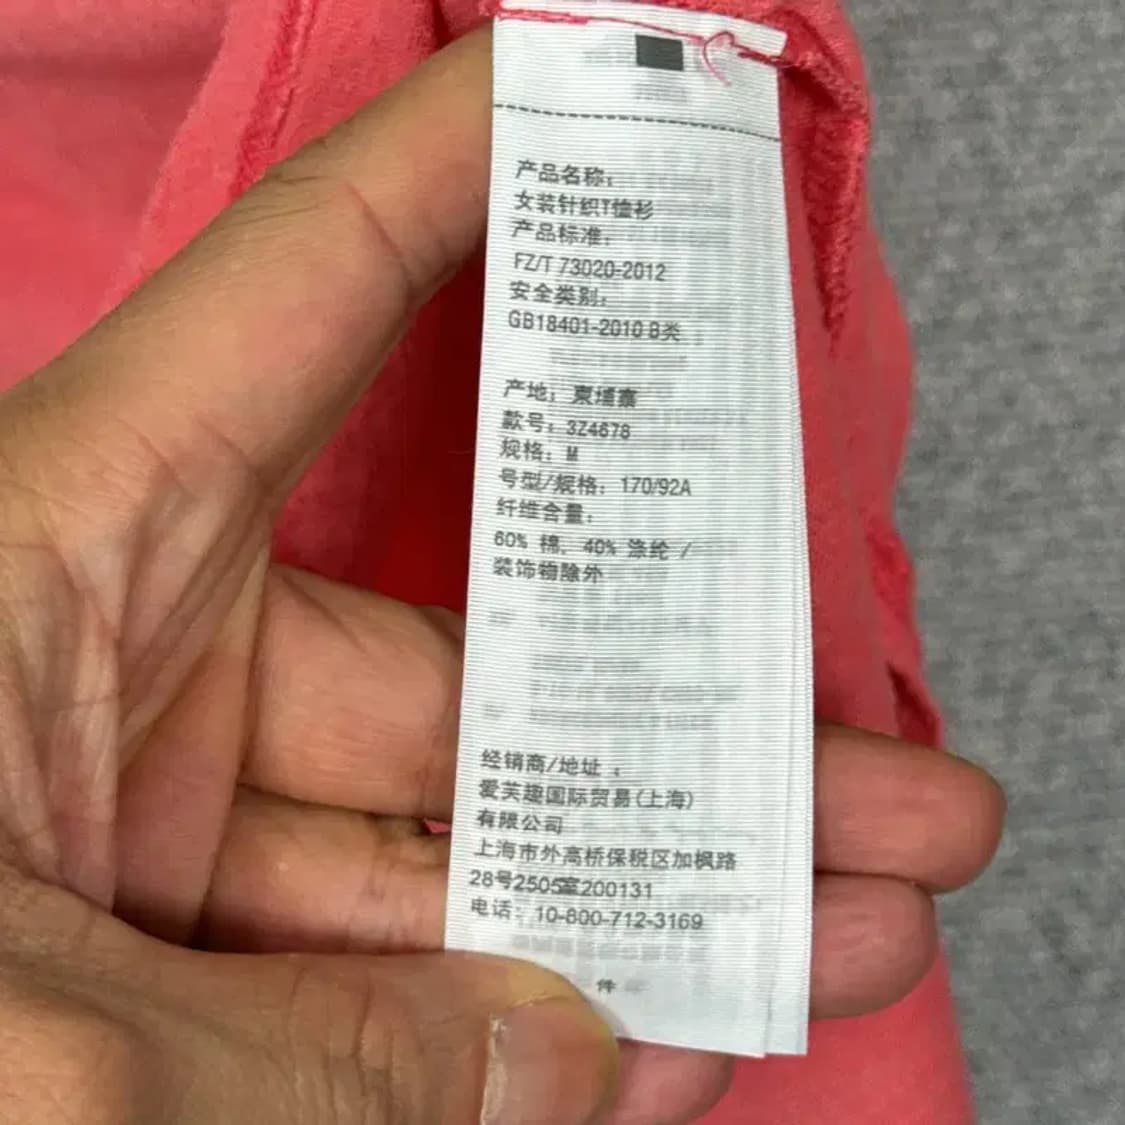 产品名称：
女装针织T恤衫
产品标准：
FZ/T 73020-2012
安全类别：
GB18401-2010 B类
产地： 柬埔寨
款号：3Z4678
规格：M
号型/规格：170/92A
纤维含量：
60% 棉, 40% 涤纶 /
装饰物除外
经销商/地址 ：
爱芙趣国际贸易(上海)
有限公司
上海市外高桥保税区加枫路
28号2505室200131
电话：10-800-712-3169
件